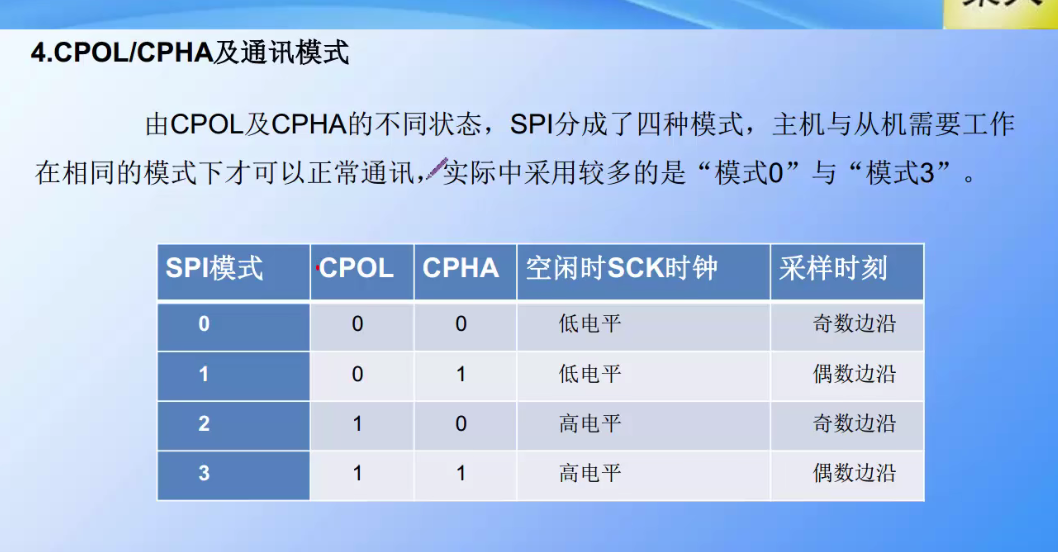 4.CPOL/CPHA及通讯模式
由CPOL及CPHA的不同状态，SPI分成了四种模式，主机与从机需要工作
在相同的模式下才可以正常通讯，实际中采用较多的是“模式0”与“模式3”。
SPI模式 CPOL CPHA 空闲时SCK时钟 采样时刻
0 0 0 低电平 奇数边沿
1 0 1 低电平 偶数边沿
2 1 0 高电平 奇数边沿
3 1 1 高电平 偶数边沿